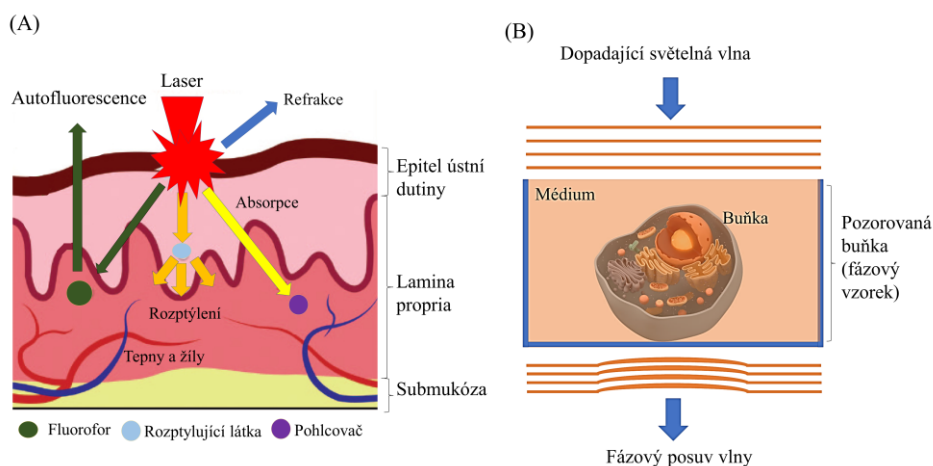 (A)
Laser
Autofluorescence
Refrakce
Epitel ústní
dutiny
Absorpce
Lamina
propria
Rozptýlení
Tepny a žíly
Submukóza
Fluorofor
Rozptylující látka
Pohlcovač
(B)
Dopadající světelná vlna
Médium
Buňka
Pozorovaná
buňka
(fázový
vzorek)
Fázový posuv vlny